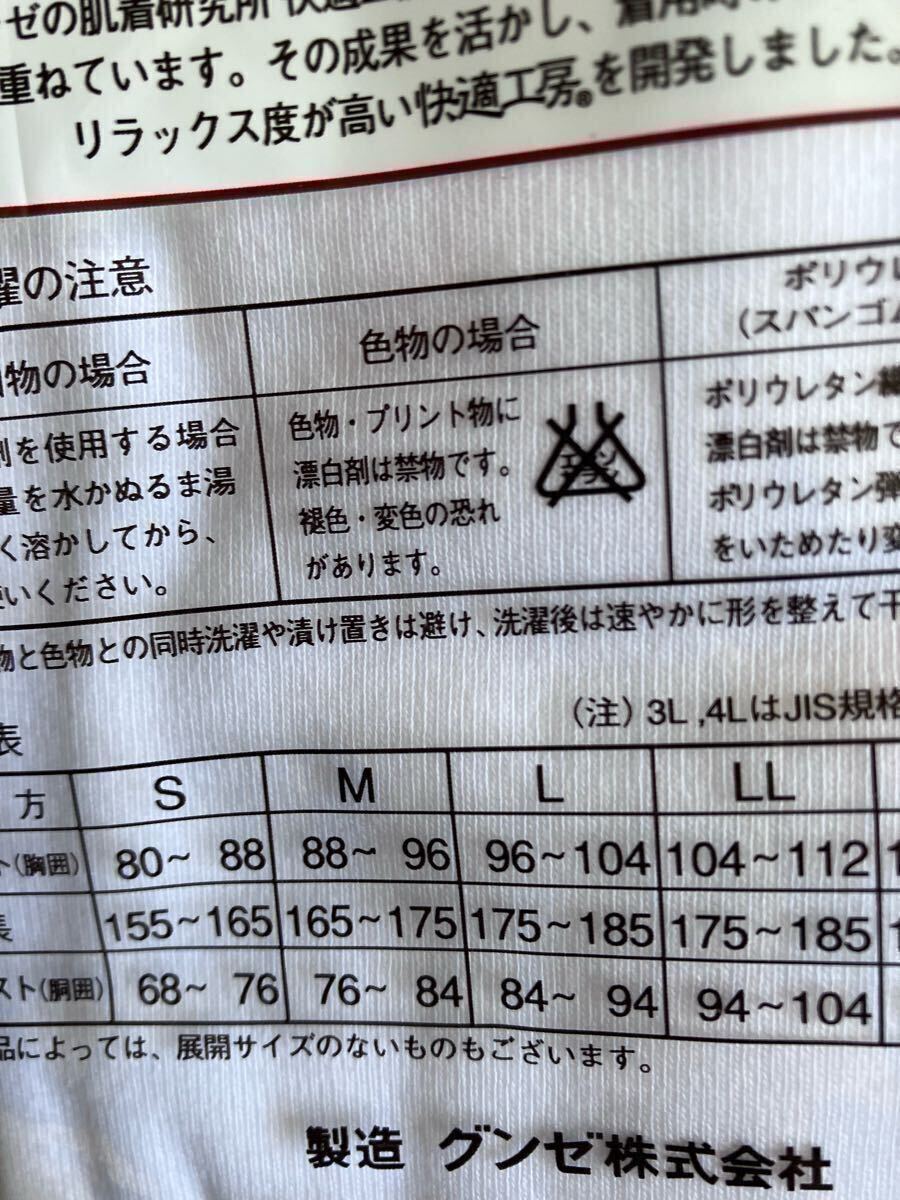 ゼの肌着研究所
重ねています。その成果を活かし、
リラックス度が高い快適工房®を開発しました。
濯の注意
物の場合
剤を使用する場合
量を水かぬるま湯
く溶かしてから、
使いください。
色物の場合
色物・プリント物に
漂白剤は禁物です。
褪色・変色の恐れ
があります。
エンソ
サラシ
ポリウレ
(スパンゴム
ポリウレタン繊
漂白剤は禁物で
ポリウレタン弾
をいためたり変
物と色物との同時洗濯や漬け置きは避け、洗濯後は速やかに形を整えて干
表
(注) 3L ,4LはJIS規格
方 S M L LL
ト(胸囲) 80~ 88 88~ 96 96~104 104~112
長 155~165 165~175 175~185 175~185
スト(胴囲) 68~ 76 76~ 84 84~ 94 94~104
品によっては、展開サイズのないものもございます。
製造 グンゼ株式会社